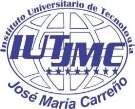 Instituto Universitario de Tecnología
IUTJMC
José María Carreño